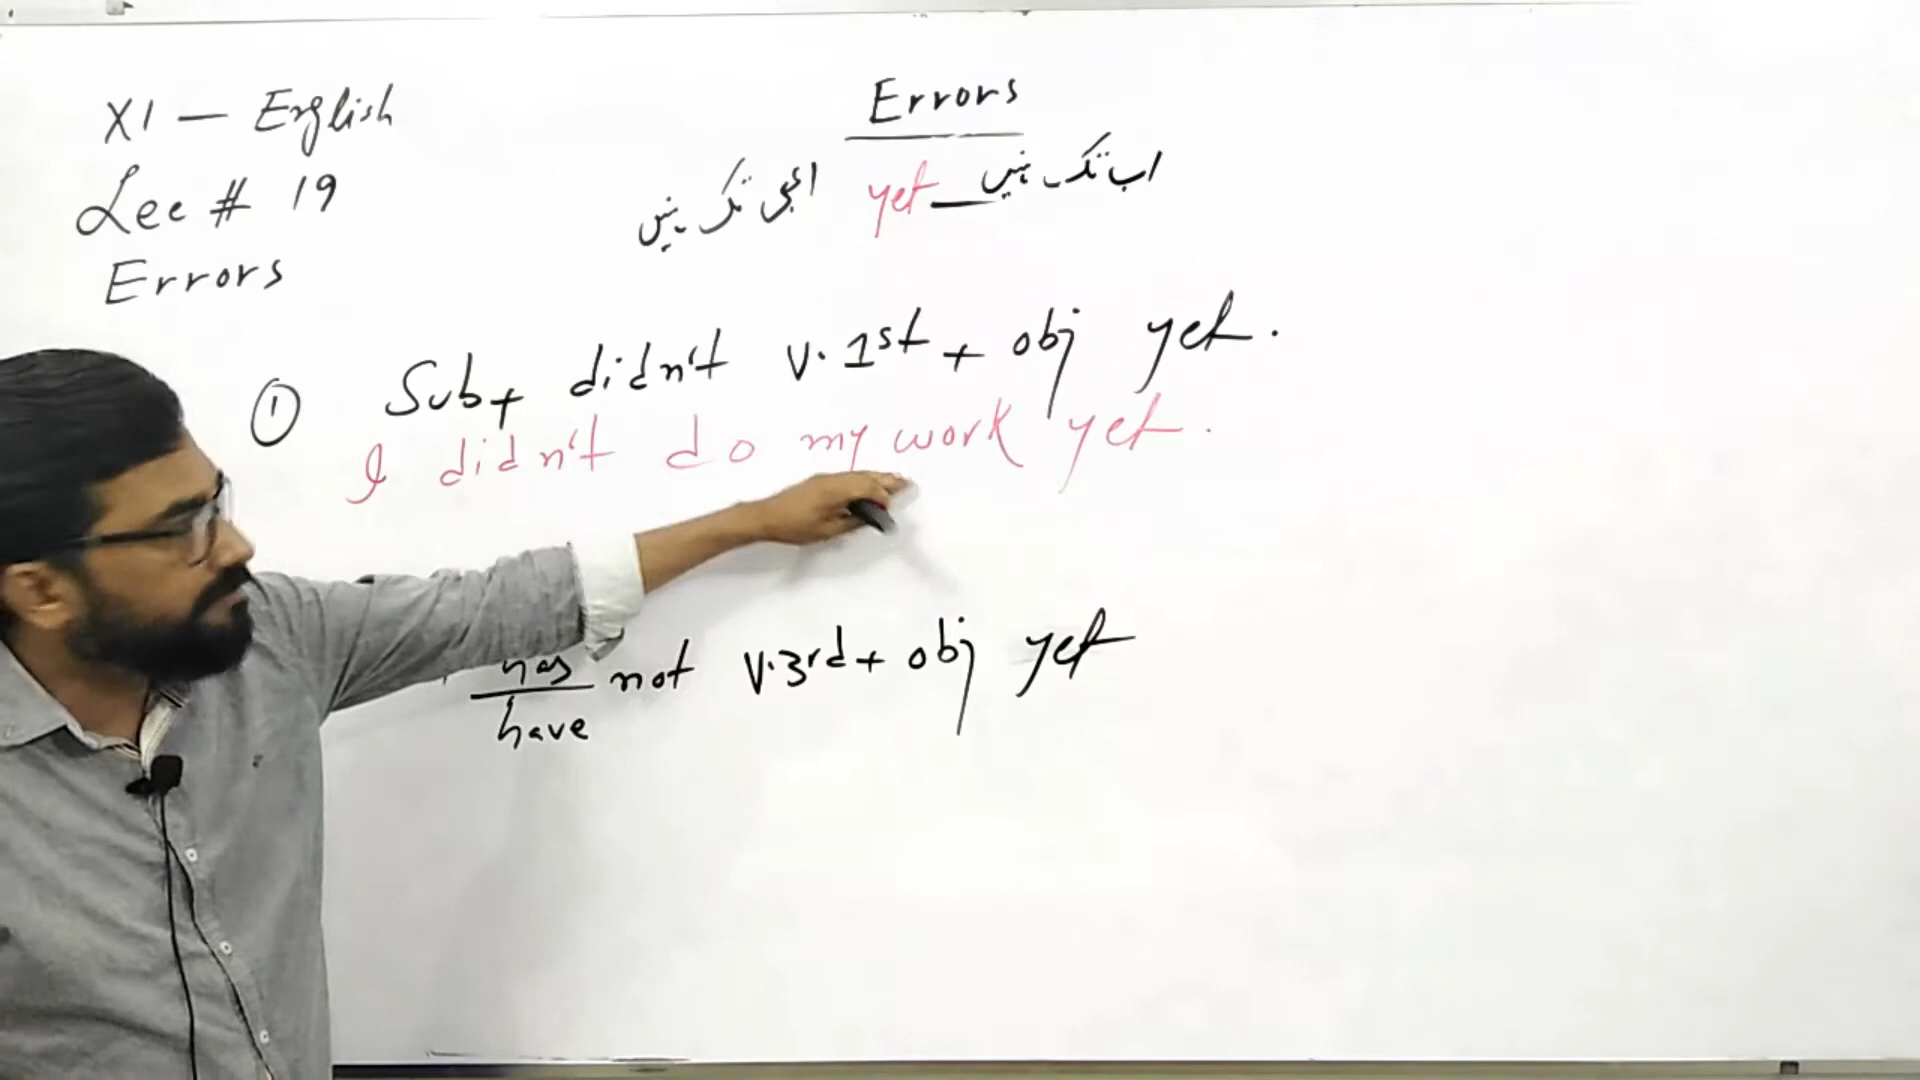 XI — English
Lec # 19
Errors
Errors
ابھی تک نہیں yet — اب تک نہیں
① Sub + didn't v.1st + obj yet.
I didn't do my work yet.
has
have
not v.3rd + obj yet